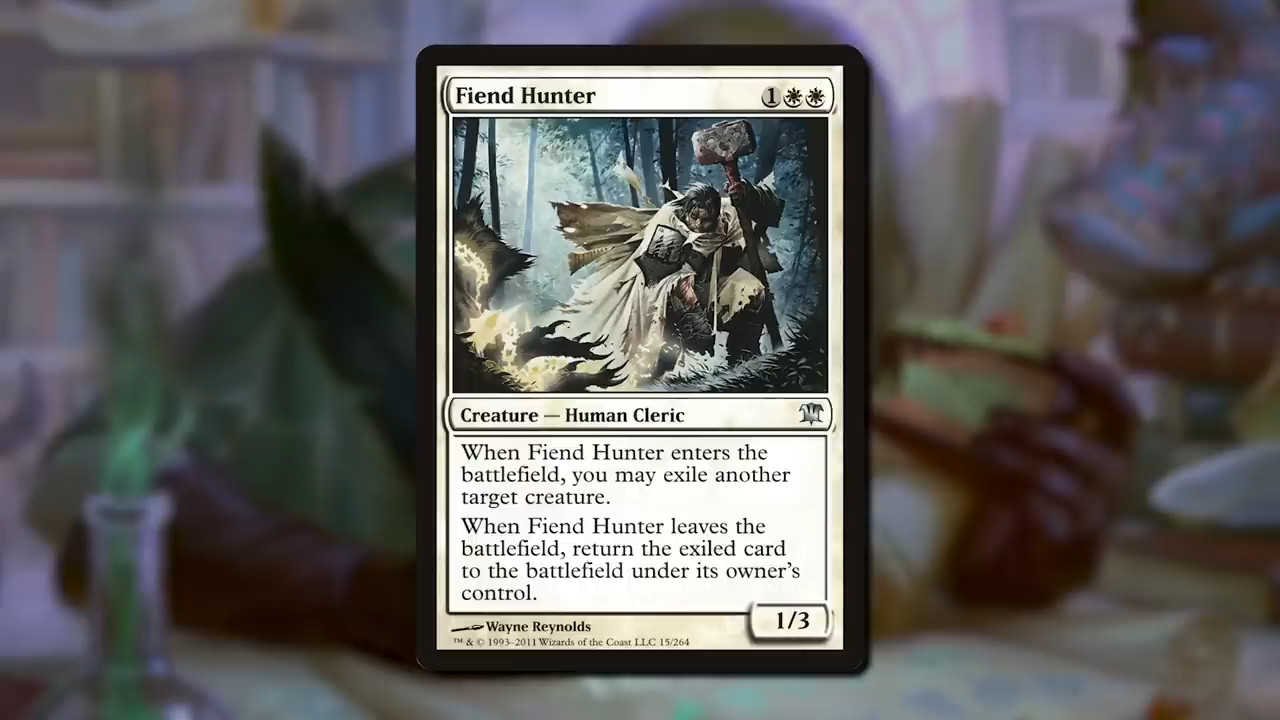 Fiend Hunter 1
Creature — Human Cleric
When Fiend Hunter enters the
battlefield, you may exile another
target creature.
When Fiend Hunter leaves the
battlefield, return the exiled card
to the battlefield under its owner's
control.
1/3
Wayne Reynolds
™ & © 1993–2011 Wizards of the Coast LLC 15/264